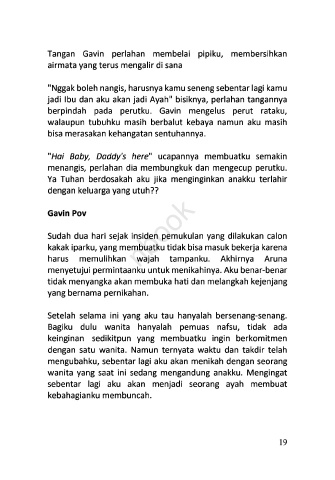 Tangan Gavin perlahan membelai pipiku, membersihkan
airmata yang terus mengalir di sana
"Nggak boleh nangis, harusnya kamu seneng sebentar lagi kamu
jadi Ibu dan aku akan jadi Ayah" bisiknya, perlahan tangannya
berpindah pada perutku. Gavin mengelus perut rataku,
walaupun tubuhku masih berbalut kebaya namun aku masih
bisa merasakan kehangatan sentuhannya.
"Hai Baby, Daddy's here" ucapannya membuatku semakin
menangis, perlahan dia membungkuk dan mengecup perutku.
Ya Tuhan berdosakah aku jika menginginkan anakku terlahir
dengan keluarga yang utuh??
Gavin Pov
Sudah dua hari sejak insiden pemukulan yang dilakukan calon
kakak iparku, yang membuatku tidak bisa masuk bekerja karena
harus memulihkan wajah tampanku. Akhirnya Aruna
menyetujui permintaanku untuk menikahinya. Aku benar-benar
tidak menyangka akan membuka hati dan melangkah kejenjang
yang bernama pernikahan.
Setelah selama ini yang aku tau hanyalah bersenang-senang.
Bagiku dulu wanita hanyalah pemuas nafsu, tidak ada
keinginan sedikitpun yang membuatku ingin berkomitmen
dengan satu wanita. Namun ternyata waktu dan takdir telah
mengubahku, sebentar lagi aku akan menikah dengan seorang
wanita yang saat ini sedang mengandung anakku. Mengingat
sebentar lagi aku akan menjadi seorang ayah membuat
kebahagianku membuncah.
19